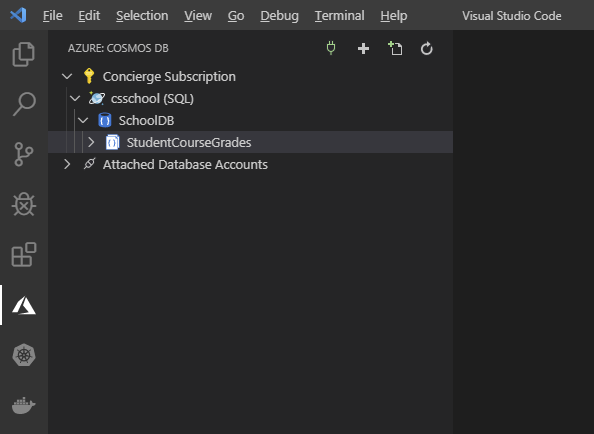 File Edit Selection View Go Debug Terminal Help Visual Studio Code
AZURE: COSMOS DB
Concierge Subscription
csschool (SQL)
SchoolDB
StudentCourseGrades
Attached Database Accounts